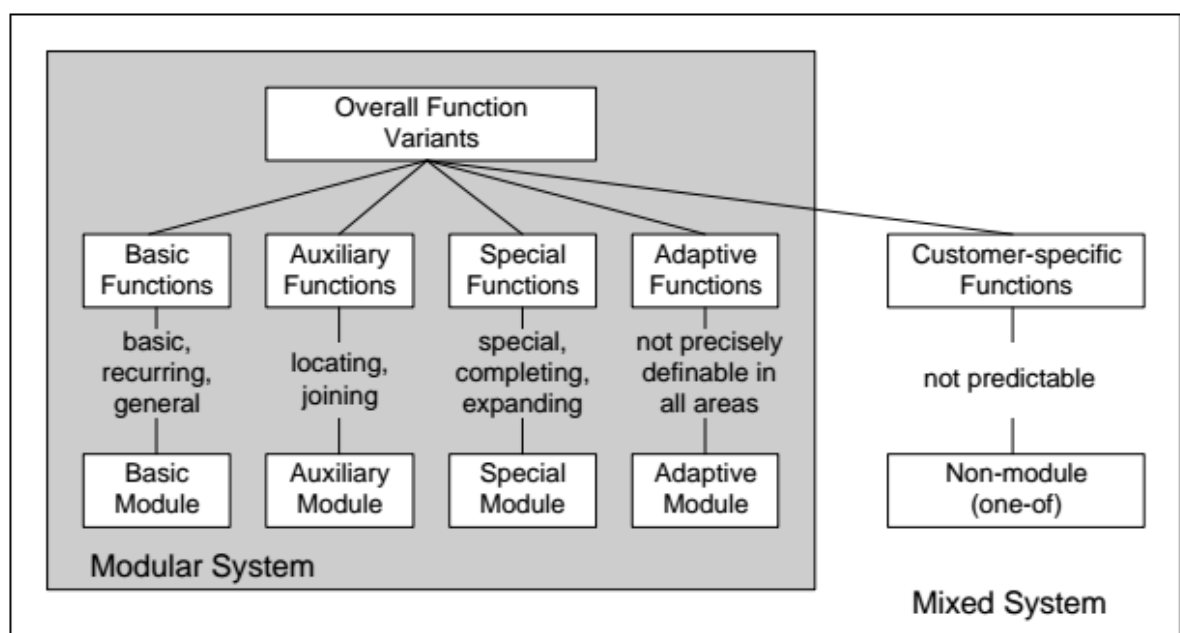 Overall Function
Variants
Basic
Functions
Auxiliary
Functions
Special
Functions
Adaptive
Functions
Customer-specific
Functions
basic,
recurring,
general
locating,
joining
special,
completing,
expanding
not precisely
definable in
all areas
not predictable
Basic
Module
Auxiliary
Module
Special
Module
Adaptive
Module
Non-module
(one-of)
Modular System
Mixed System